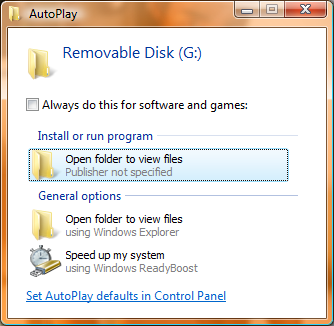 AutoPlay
Removable Disk (G:)
Always do this for software and games:
Install or run program
Open folder to view files
Publisher not specified
General options
Open folder to view files
using Windows Explorer
Speed up my system
using Windows ReadyBoost
Set AutoPlay defaults in Control Panel